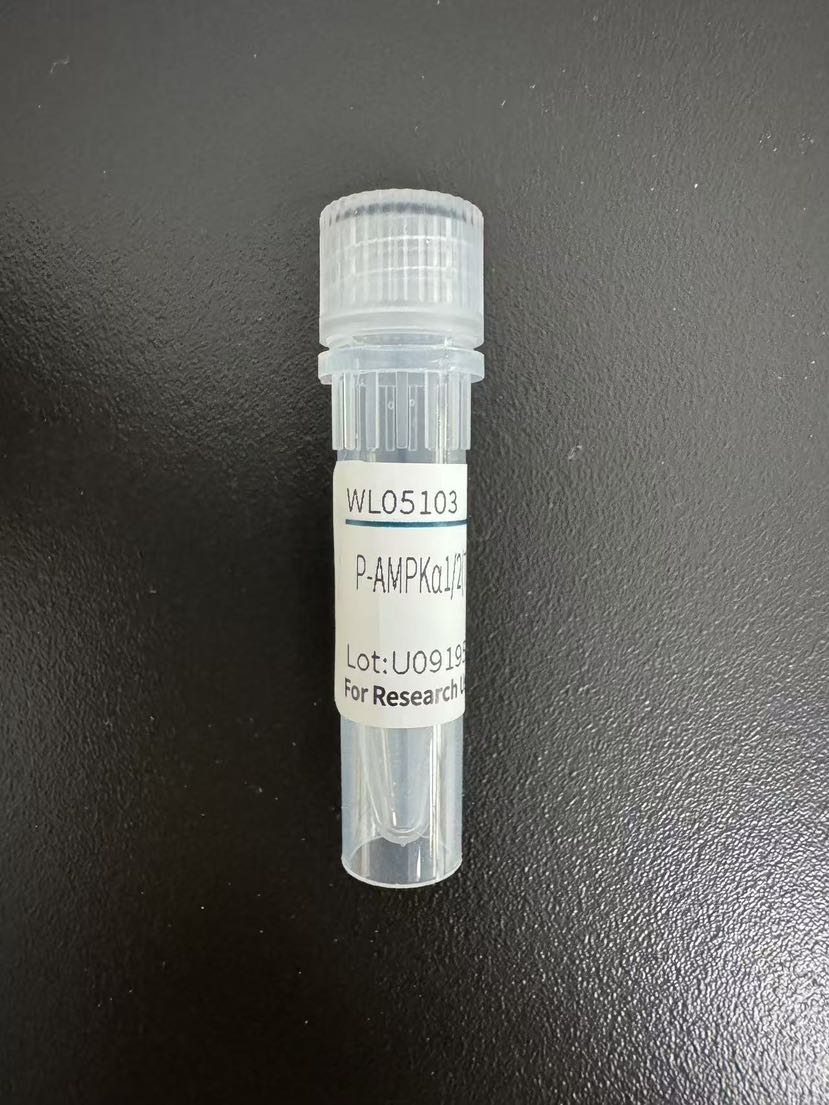 WL05103
P-AMPKα1/2(
Lot:U0919
For Research